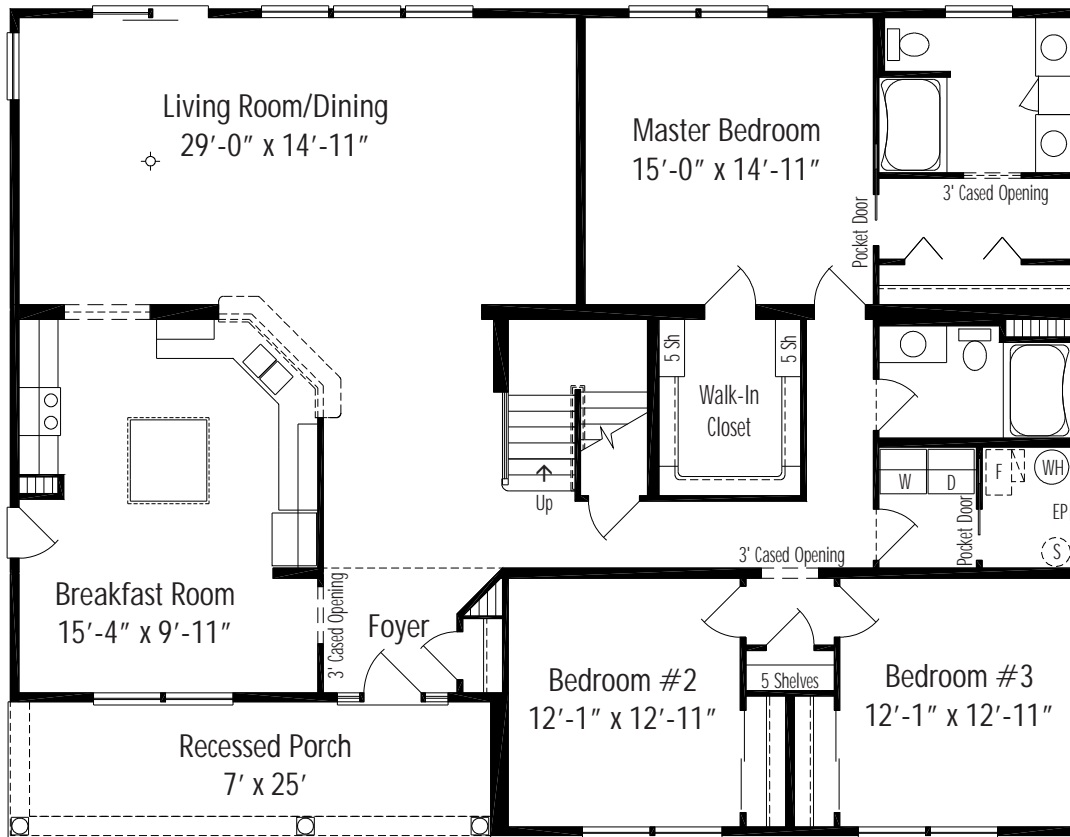 Living Room/Dining
29'-0" x 14'-11"
Master Bedroom
15'-0" x 14'-11"
3' Cased Opening
Pocket Door
5 Sh
5 Sh
Walk-In
Closet
Up
W
D
F
WH
EP
S
Pocket Door
3' Cased Opening
Breakfast Room
15'-4" x 9'-11"
3' Cased Opening
Foyer
Bedroom #2
12'-1" x 12'-11"
5 Shelves
Bedroom #3
12'-1" x 12'-11"
Recessed Porch
7' x 25'